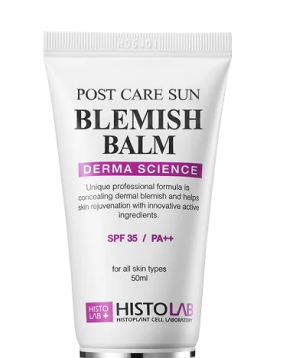 POST CARE SUN
BLEMISH
BALM
DERMA SCIENCE
Unique professional formula is
concealing dermal blemish and helps
skin rejuvenation with innovative active
ingredients.
SPF 35 / PA++
for all skin types
50ml
HISTO
LAB+
HISTOLAB
HISTOPLANT CELL LABORATORY